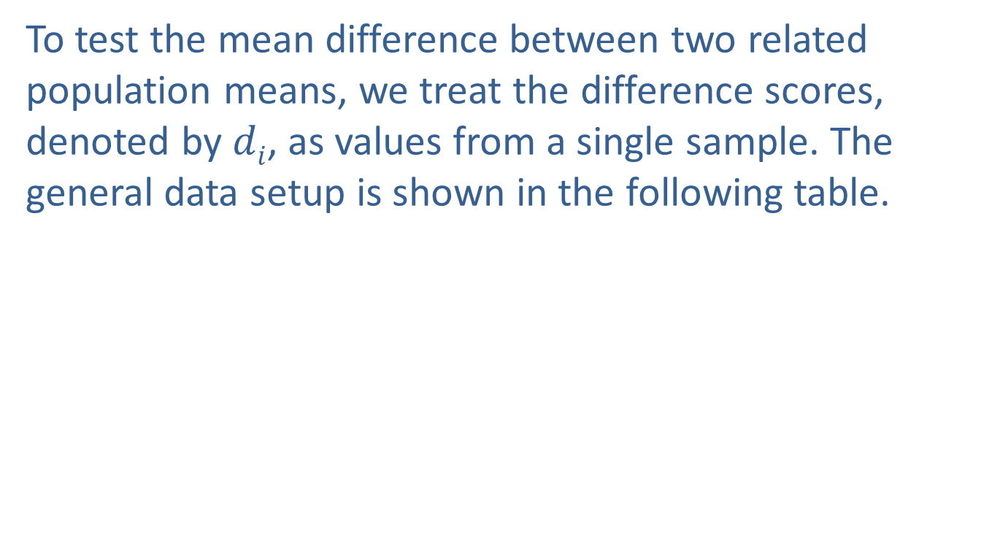 To test the mean difference between two related
population means, we treat the difference scores,
denoted by $d_i$, as values from a single sample. The
general data setup is shown in the following table.